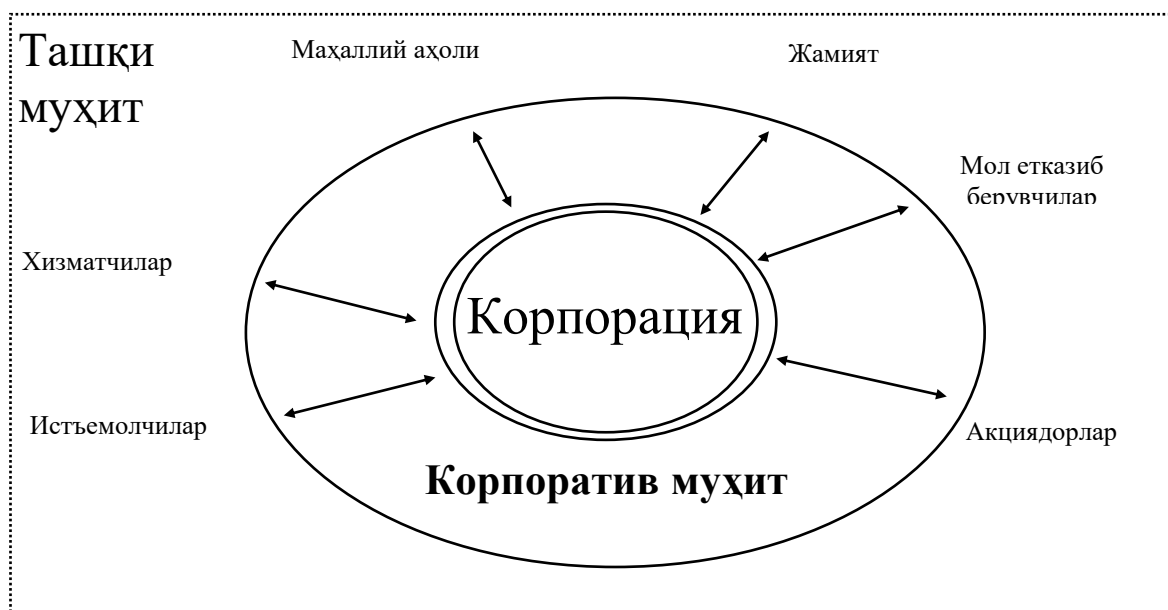 Ташқи
муҳит
Маҳаллий аҳоли
Жамият
Мол етказиб
берувчилар
Хизматчилар
Корпорация
Истъемолчилар
Акциядорлар
Корпоратив муҳит